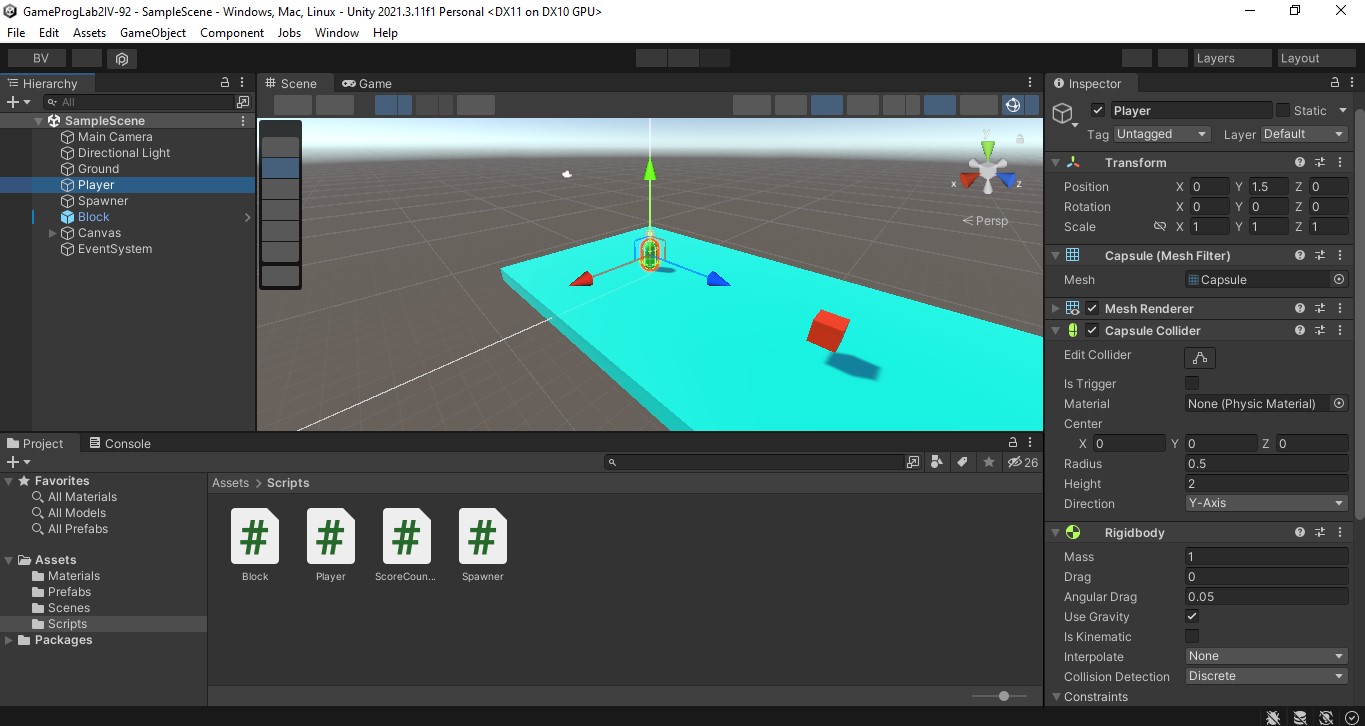 GameProgLab2IV-92 - SampleScene - Windows, Mac, Linux - Unity 2021.3.11f1 Personal <DX11 on DX10 GPU>
File Edit Assets GameObject Component Jobs Window Help
BV Layers Layout
Hierarchy
All
SampleScene
Main Camera
Directional Light
Ground
Player
Spawner
Block
Canvas
EventSystem
Scene Game
y
x z
Persp
Inspector
Player Static
Tag Untagged Layer Default
Transform
Position X 0 Y 1.5 Z 0
Rotation X 0 Y 0 Z 0
Scale X 1 Y 1 Z 1
Capsule (Mesh Filter)
Mesh Capsule
Mesh Renderer
Capsule Collider
Edit Collider
Is Trigger
Material None (Physic Material)
Center
X 0 Y 0 Z 0
Radius 0.5
Height 2
Direction Y-Axis
Rigidbody
Mass 1
Drag 0
Angular Drag 0.05
Use Gravity
Is Kinematic
Interpolate None
Collision Detection Discrete
Constraints
Project Console
26
Favorites
All Materials
All Models
All Prefabs
Assets
Materials
Prefabs
Scenes
Scripts
Packages
Assets > Scripts
Block Player ScoreCoun... Spawner